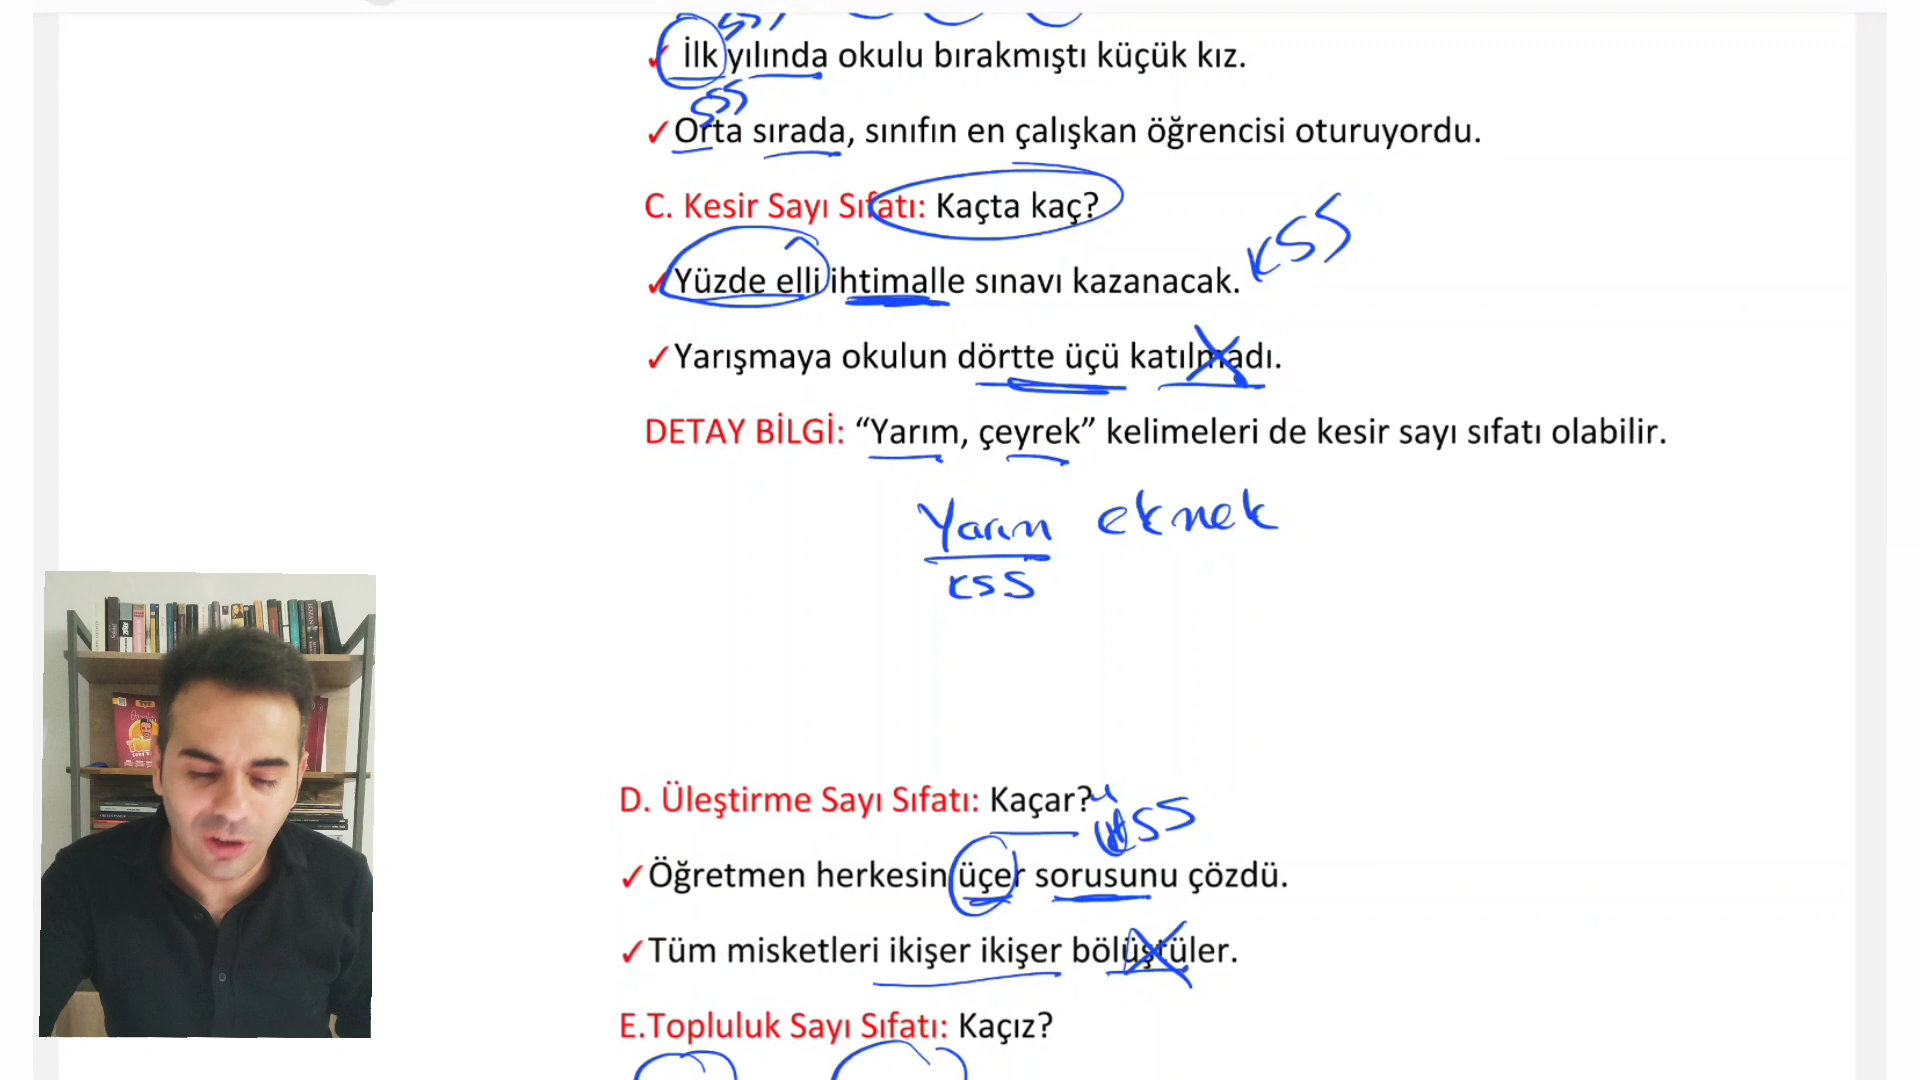 SSS
✓ İlk yılında okulu bırakmıştı küçük kız.
SSS
✓Orta sırada, sınıfın en çalışkan öğrencisi oturuyordu.
C. Kesir Sayı Sıfatı: Kaçta kaç?
✓Yüzde elli ihtimalle sınavı kazanacak. KSS
✓Yarışmaya okulun dörtte üçü katılmadı.
DETAY BİLGİ: “Yarım, çeyrek” kelimeleri de kesir sayı sıfatı olabilir.
Yarım ekmek
KSS
D. Üleştirme Sayı Sıfatı: Kaçar?
SS
✓Öğretmen herkesin üçer sorusunu çözdü.
✓Tüm misketleri ikişer ikişer bölüştüler.
E.Topluluk Sayı Sıfatı: Kaçız?